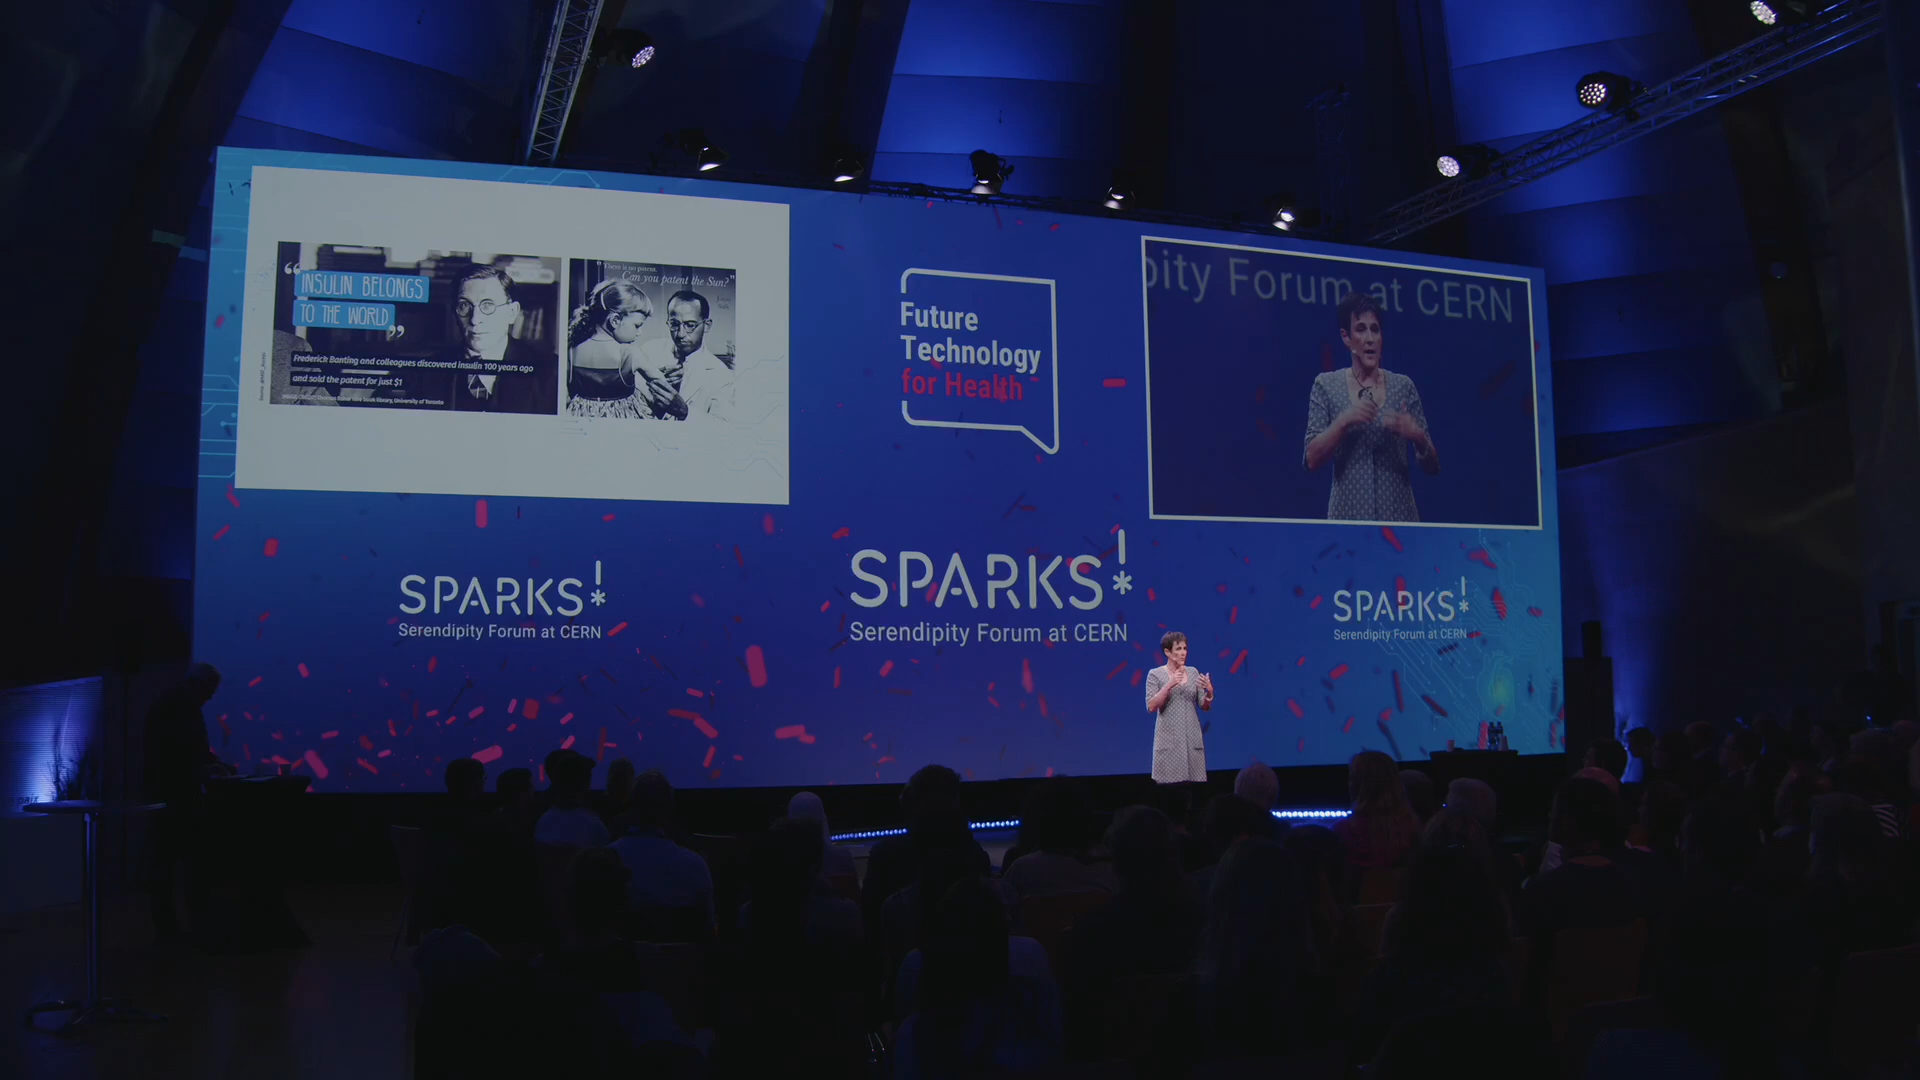 “ INSULIN BELONGS
TO THE WORLD ”
Frederick Banting and colleagues discovered insulin 100 years ago
and sold the patent for just $1
"There is no patent.
Can you patent the Sun?"
Future
Technology
for Health
pity Forum at CERN
SPARKS!
Serendipity Forum at CERN
SPARKS!
Serendipity Forum at CERN
SPARKS!
Serendipity Forum at CERN